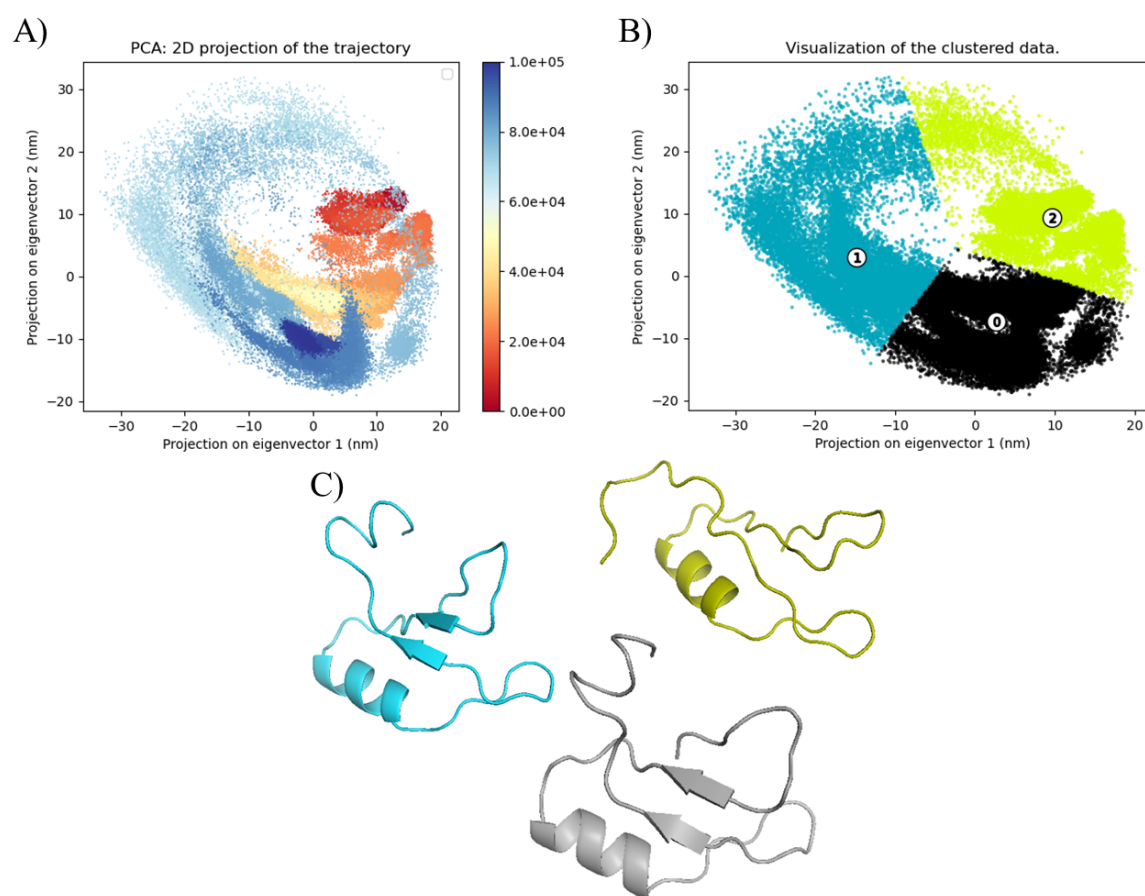 A)
PCA: 2D projection of the trajectory
Projection on eigenvector 2 (nm)
30
20
10
0
−10
−20
−30
−20
−10
0
10
20
Projection on eigenvector 1 (nm)
1.0e+05
8.0e+04
6.0e+04
4.0e+04
2.0e+04
0.0e+00
B)
Visualization of the clustered data.
Projection on eigenvector 2 (nm)
30
20
10
0
−10
−20
2
1
0
−30
−20
−10
0
10
20
Projection on eigenvector 1 (nm)
C)